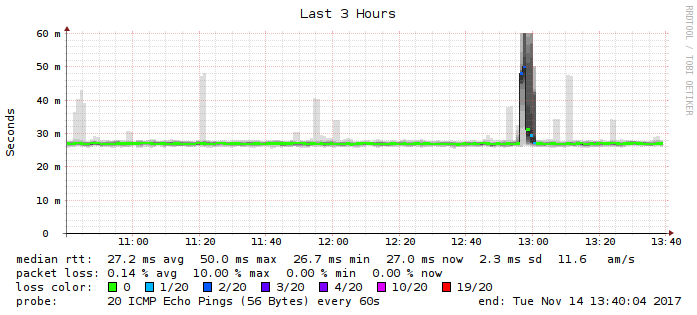 Last 3 Hours
RRDTOOL / TOBI OETIKER
Seconds
60 m
50 m
40 m
30 m
20 m
10 m
0
11:00 11:20 11:40 12:00 12:20 12:40 13:00 13:20 13:40
median rtt: 27.2 ms avg 50.0 ms max 26.7 ms min 27.0 ms now 2.3 ms sd 11.6 am/s
packet loss: 0.14 % avg 10.00 % max 0.00 % min 0.00 % now
loss color: 0 1/20 2/20 3/20 4/20 10/20 19/20
probe: 20 ICMP Echo Pings (56 Bytes) every 60s end: Tue Nov 14 13:40:04 2017